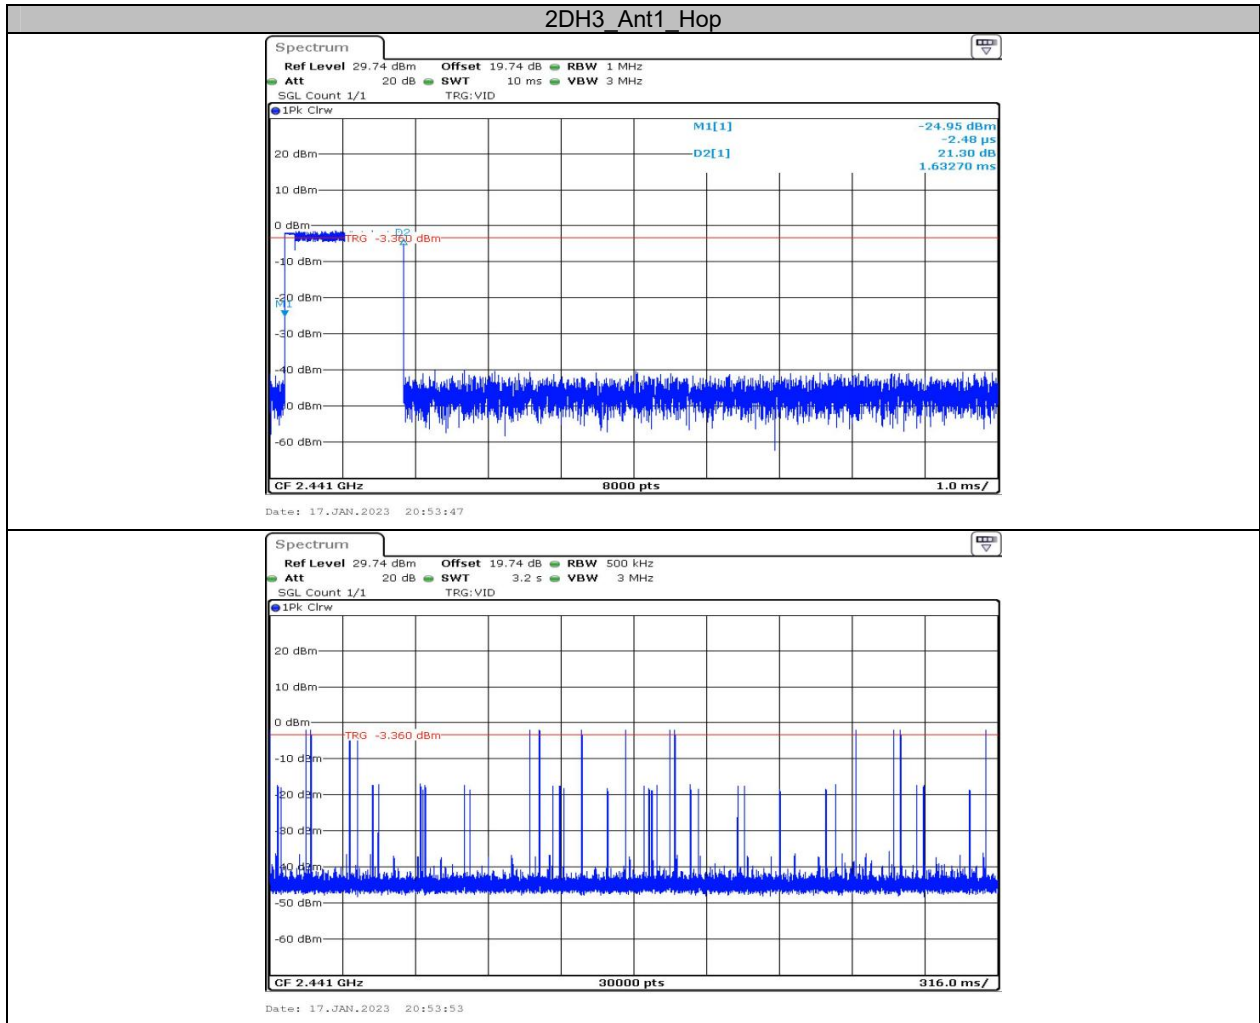 2DH3_Ant1_Hop
Spectrum
Ref Level 29.74 dBm Offset 19.74 dB RBW 1 MHz
Att 20 dB SWT 10 ms VBW 3 MHz
SGL Count 1/1 TRG:VID
1Pk Clrw
M1[1] -24.95 dBm
-2.48 µs
20 dBm
D2[1] 21.30 dB
1.63270 ms
10 dBm
0 dBm
D2
TRG -3.360 dBm
-10 dBm
-20 dBm
M1
-30 dBm
-40 dBm
0 dBm
-60 dBm
CF 2.441 GHz 8000 pts 1.0 ms/
Date: 17.JAN.2023 20:53:47
Spectrum
Ref Level 29.74 dBm Offset 19.74 dB RBW 500 kHz
Att 20 dB SWT 3.2 s VBW 3 MHz
SGL Count 1/1 TRG:VID
1Pk Clrw
20 dBm
10 dBm
0 dBm
TRG -3.360 dBm
-10 dBm
-20 dBm
-30 dBm
-40 dBm
-50 dBm
-60 dBm
CF 2.441 GHz 30000 pts 316.0 ms/
Date: 17.JAN.2023 20:53:53